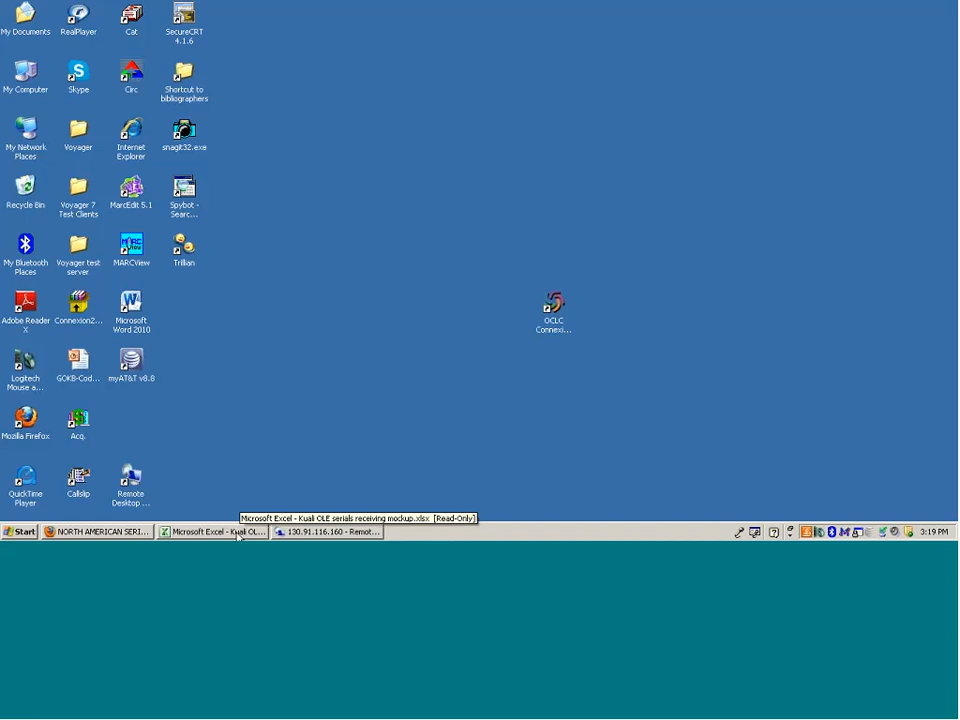 My Documents
RealPlayer
Cat
SecureCRT
4.1.6
My Computer
Skype
Circ
Shortcut to
bibliographers
My Network
Places
Voyager
Internet
Explorer
snagit32.exe
Recycle Bin
Voyager 7
Test Clients
MarcEdit 5.1
Spybot -
Searc...
My Bluetooth
Places
Voyager test
server
MARCView
Trillian
Adobe Reader
X
Connexion2...
Microsoft
Word 2010
OCLC
Connexi...
Logitech
Mouse a...
GOKB-Cod...
myAT&T v8.8
Mozilla Firefox
Acq.
QuickTime
Player
Callslip
Remote
Desktop ...
Microsoft Excel - Kuali OLE serials receiving mockup.xlsx [Read-Only]
Start
NORTH AMERICAN SERI...
Microsoft Excel - Kuali OL...
130.91.116.160 - Remot...
3:19 PM